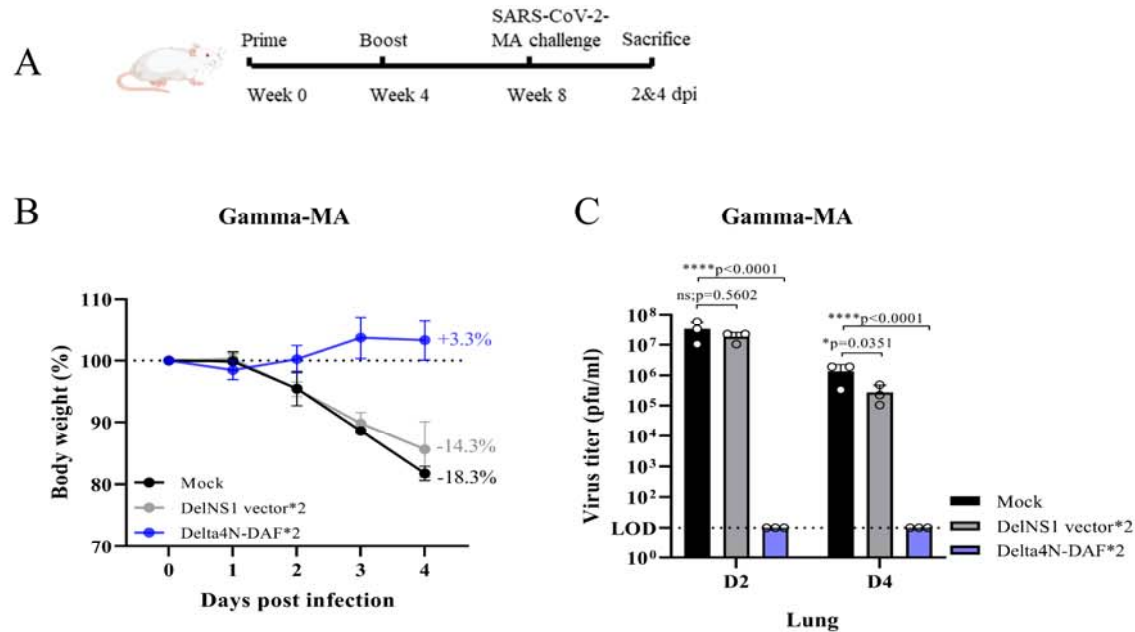 A
Prime
Boost
SARS-CoV-2-
MA challenge
Sacrifice
Week 0
Week 4
Week 8
2&4 dpi
B
Gamma-MA
Body weight (%)
110
100
90
80
70
+3.3%
-14.3%
-18.3%
Mock
DelNS1 vector*2
Delta4N-DAF*2
0 1 2 3 4
Days post infection
C
Gamma-MA
****p<0.0001
ns;p=0.5602
****p<0.0001
*p=0.0351
Virus titer (pfu/ml)
10⁸
10⁷
10⁶
10⁵
10⁴
10³
10²
LOD
10⁰
D2 D4
Lung
Mock
DelNS1 vector*2
Delta4N-DAF*2